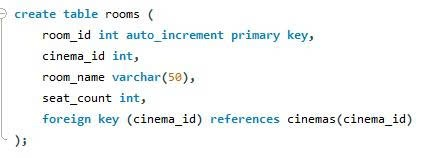 create table rooms (
room_id int auto_increment primary key,
cinema_id int,
room_name varchar(50),
seat_count int,
foreign key (cinema_id) references cinemas(cinema_id)
);